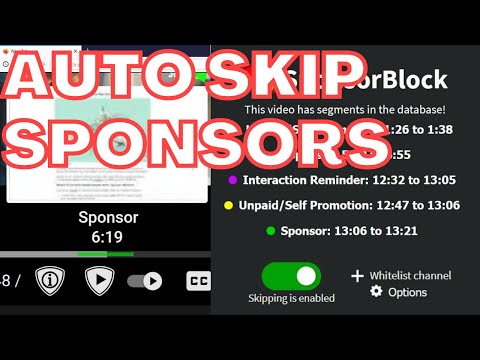 AUTO SKIP
SPONSORS
orBlock
This video has segments in the database!
:26 to 1:38
:55
Interaction Reminder: 12:32 to 13:05
Unpaid/Self Promotion: 12:47 to 13:06
Sponsor: 13:06 to 13:21
Skipping is enabled
Whitelist channel
Options
Sponsor
6:19
8 /
CC